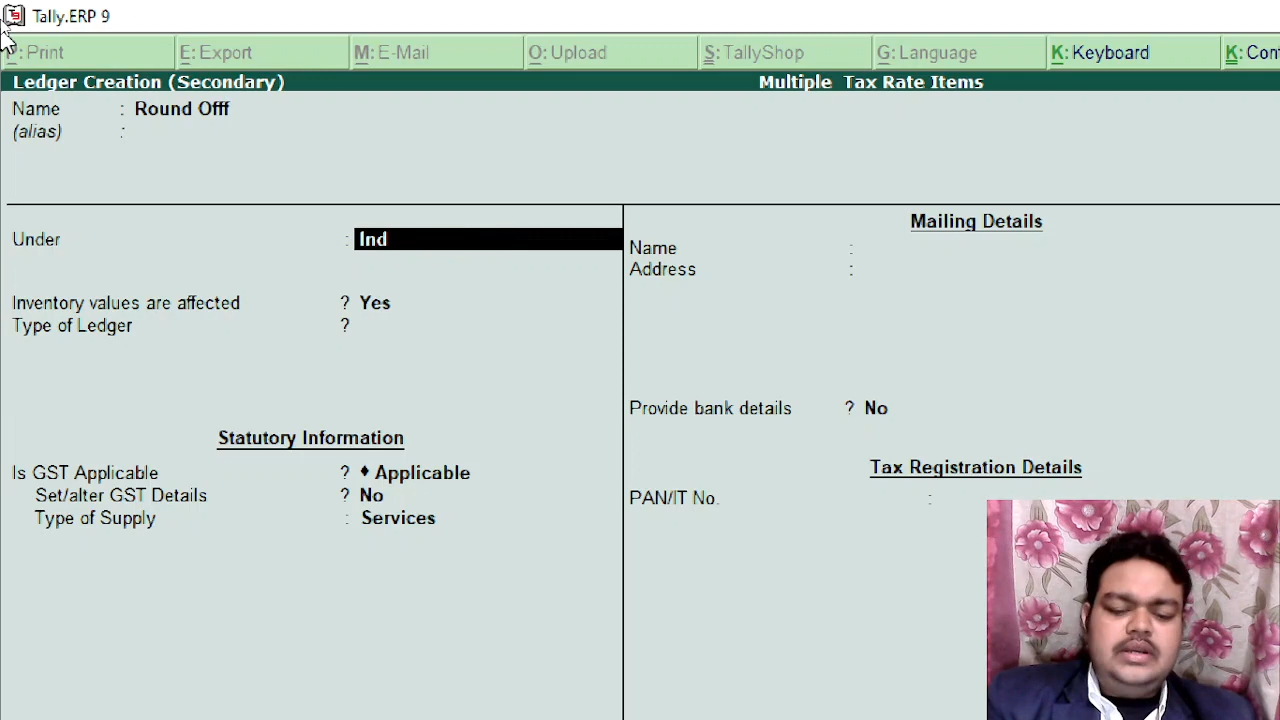 Tally.ERP 9
P: Print E: Export M: E-Mail O: Upload S: TallyShop G: Language K: Keyboard K: Con
Ledger Creation (Secondary) Multiple Tax Rate Items
Name : Round Offf
(alias) :
Under : Ind
Inventory values are affected ? Yes
Type of Ledger ?
Statutory Information
Is GST Applicable ? ♦ Applicable
Set/alter GST Details ? No
Type of Supply : Services
Mailing Details
Name :
Address :
Provide bank details ? No
Tax Registration Details
PAN/IT No. :